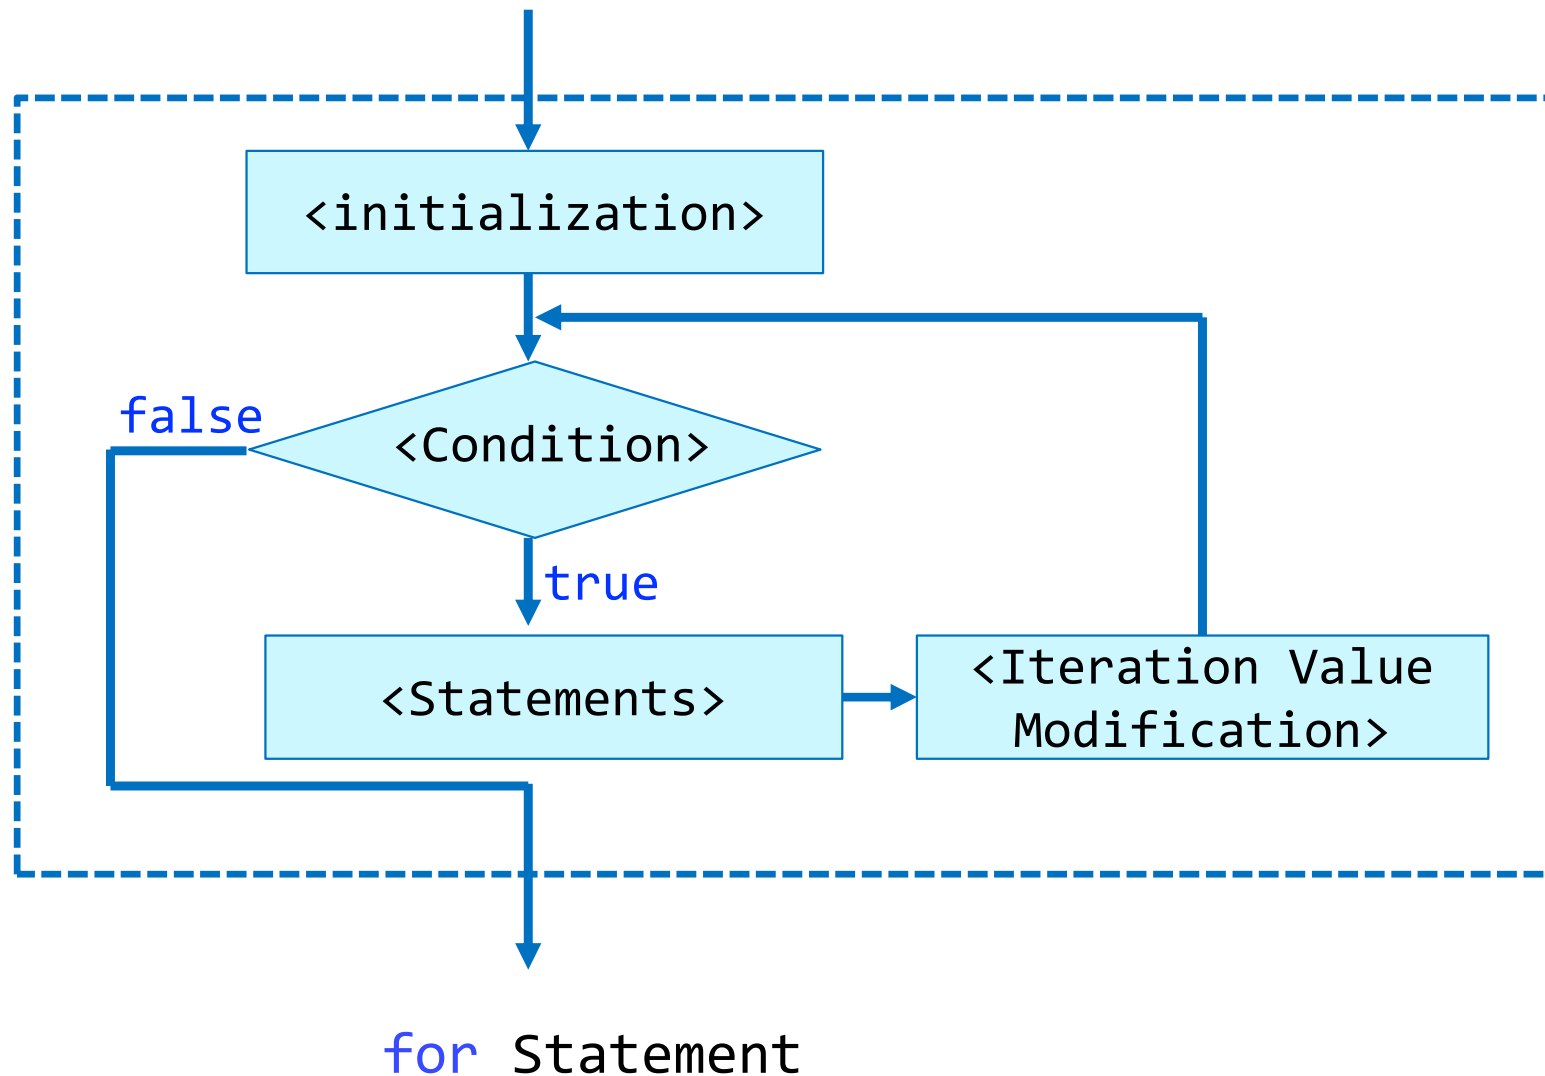 <initialization>
false
<Condition>
true
<Statements>
<Iteration Value
Modification>
for Statement